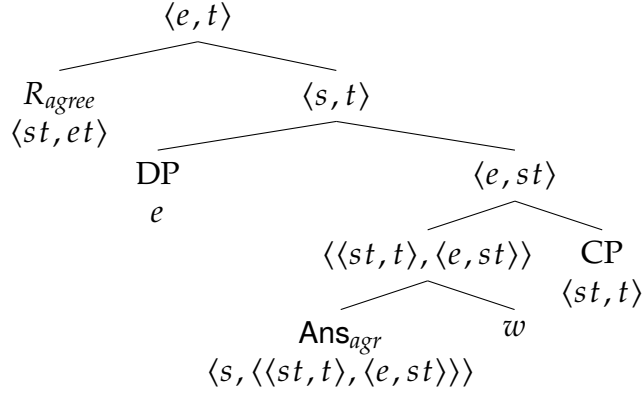 ⟨e, t⟩
R_agree
⟨st, et⟩
⟨s, t⟩
DP
e
⟨e, st⟩
⟨⟨st, t⟩, ⟨e, st⟩⟩
CP
⟨st, t⟩
Ans_agr
⟨s, ⟨⟨st, t⟩, ⟨e, st⟩⟩⟩
w